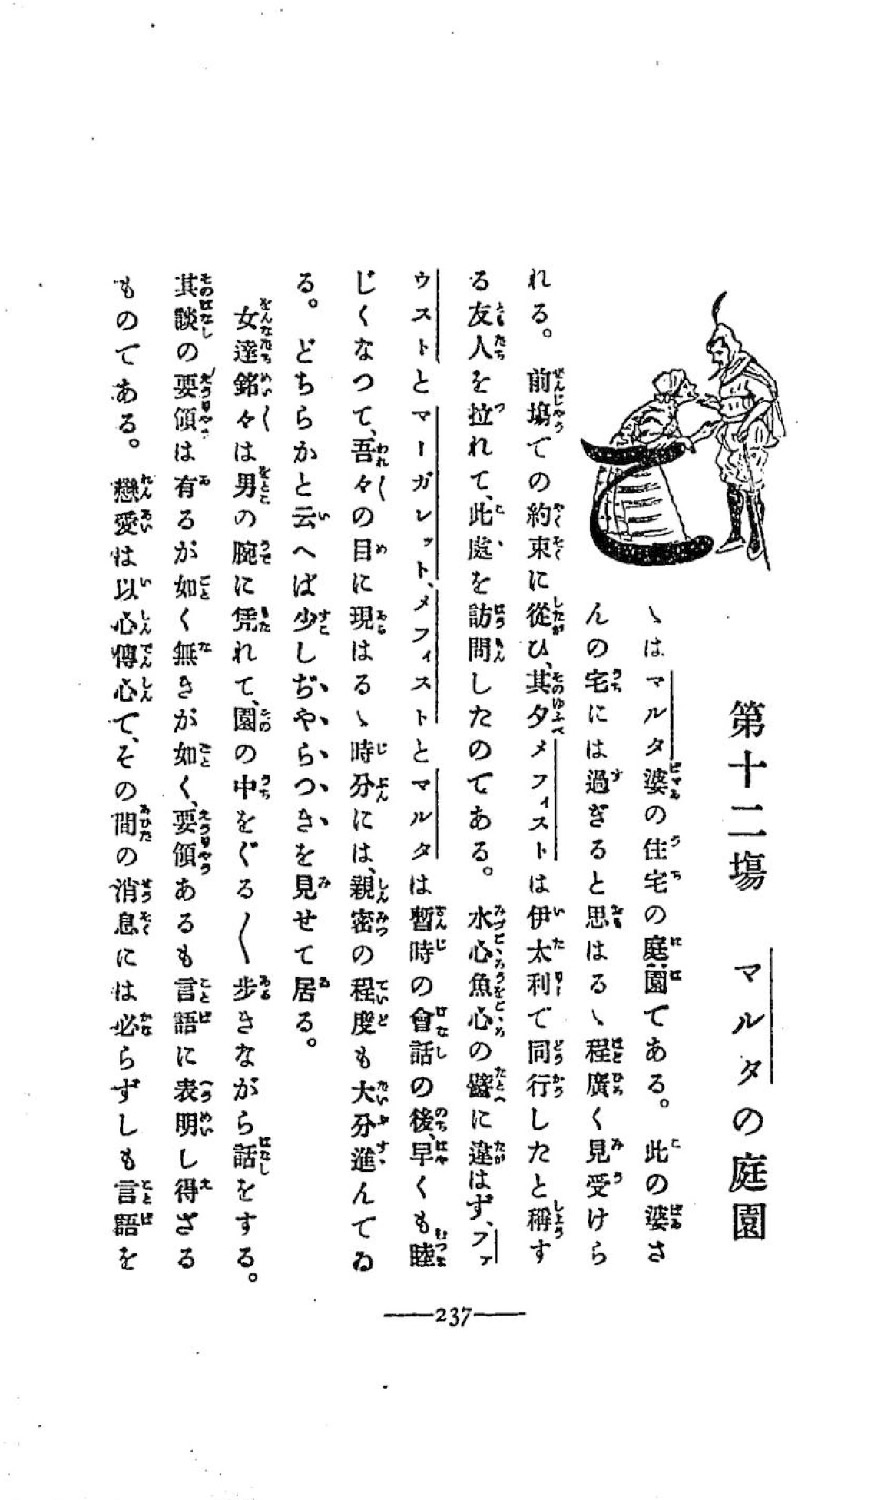 第十二塲　マルタの庭園
ゝはマルタ婆の住宅の庭園である。此の婆さ
んの宅には過ぎると思はるゝ程廣く見受けら
れる。前塲での約束に從ひ、其夕メフィストは伊太利で同行したと稱す
る友人を拉れて、此處を訪問したのである。水心魚心の譬に違はず、ファ
ウストとマーガレット、メフィストとマルタは暫時の會話の後、早くも睦
じくなつて、吾々〱の目に現はるゝ時分には、親密の程度も大分進んでゐ
る。どちらかと云へば少しぢやらつきを見せて居る。
女達銘々〱は男の腕に凭れて、園の中をぐる〱歩きながら話をする。
其談の要領は有るが如く無きが如く、要領あるも言語に表明し得ざる
ものである。戀愛は以心傳心で、その間の消息には必らずしも言語を
237